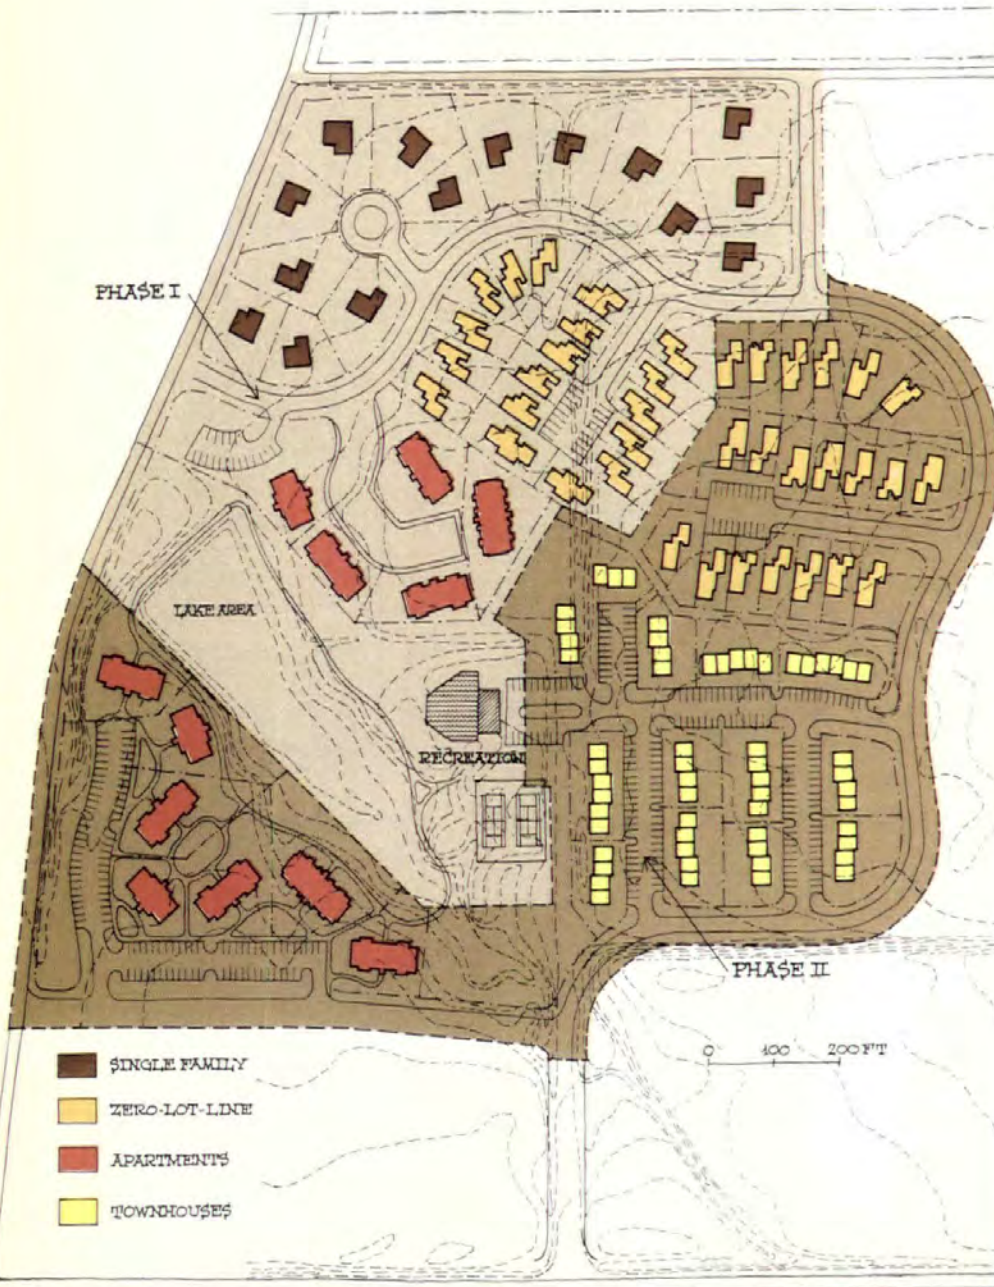 PHASE I
LAKE AREA
RECREATION
PHASE II
0 100 200 FT
SINGLE FAMILY
ZERO-LOT-LINE
APARTMENTS
TOWNHOUSES